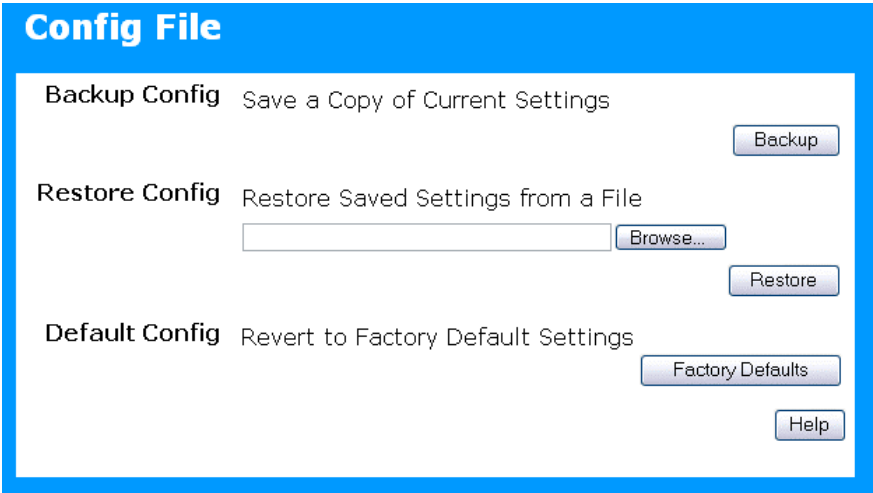 Config File
Backup Config Save a Copy of Current Settings
Backup
Restore Config Restore Saved Settings from a File
Browse...
Restore
Default Config Revert to Factory Default Settings
Factory Defaults
Help